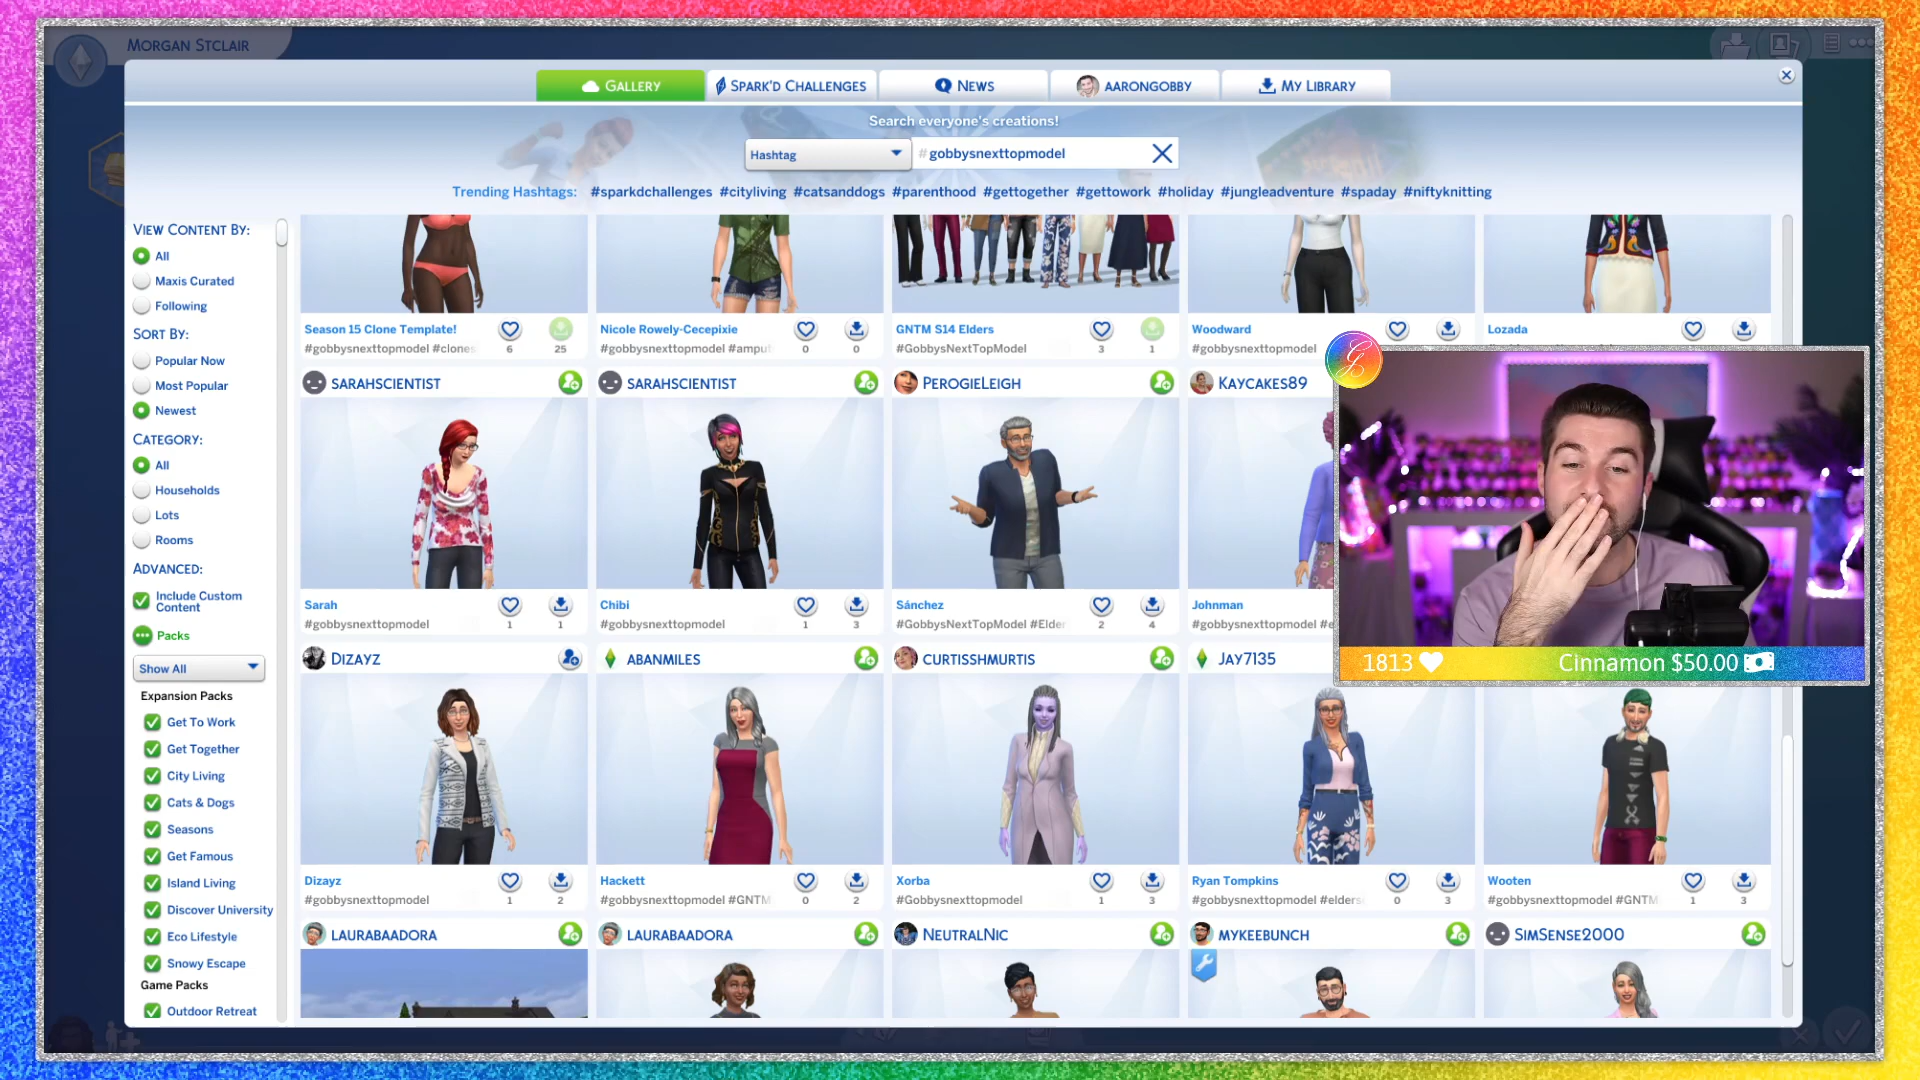 MORGAN STCLAIR
GALLERY
SPARK'D CHALLENGES
NEWS
AARONGOBBY
MY LIBRARY
Search everyone's creations!
Hashtag
# gobbysnexttopmodel
Trending Hashtags: #sparkdchallenges #cityliving #catsanddogs #parenthood #gettogether #gettowork #holiday #jungleadventure #spaday #niftyknitting
VIEW CONTENT BY:
All
Maxis Curated
Following
SORT BY:
Popular Now
Most Popular
Newest
CATEGORY:
All
Households
Lots
Rooms
ADVANCED:
Include Custom
Content
Packs
Show All
Expansion Packs
Get To Work
Get Together
City Living
Cats & Dogs
Seasons
Get Famous
Island Living
Discover University
Eco Lifestyle
Snowy Escape
Game Packs
Outdoor Retreat
Season 15 Clone Template!
#gobbysnexttopmodel #clones
6 25
Nicole Rowely-Cecepixie
#gobbysnexttopmodel #amput
0 0
GNTM S14 Elders
#GobbysNextTopModel
3 1
Woodward
#gobbysnexttopmodel
Lozada
SARAHSCIENTIST
Sarah
#gobbysnexttopmodel
1 1
SARAHSCIENTIST
Chibi
#gobbysnexttopmodel
1 3
PEROGIELEIGH
Sánchez
#GobbysNextTopModel #Elder
2 4
KAYCAKES89
Johnman
#gobbysnexttopmodel #e
DIZAYZ
Dizayz
#gobbysnexttopmodel
1 2
ABANMILES
Hackett
#gobbysnexttopmodel #GNTM
0 2
CURTISSHMURTIS
Xorba
#Gobbysnexttopmodel
1 3
JAY7135
Ryan Tompkins
#gobbysnexttopmodel #elders
0 3
Wooten
#gobbysnexttopmodel #GNTM
1 3
LAURABAADORA
LAURABAADORA
NEUTRALNIC
MYKEEBUNCH
SIMSENSE2000
G
1813
Cinnamon $50.00